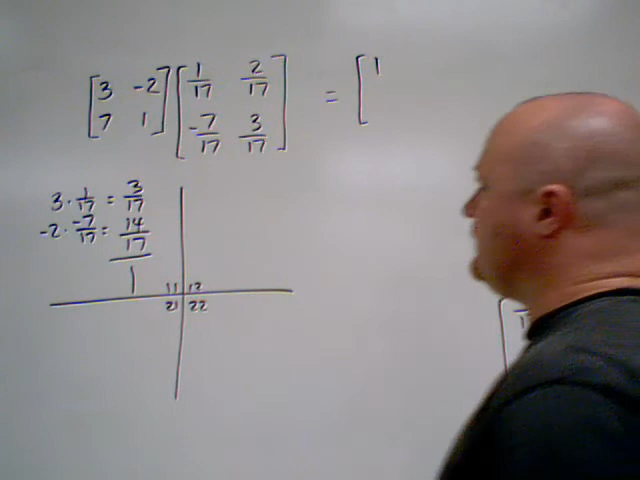 [3 -2] [1/17 2/17] = [1
[7 1] [-7/17 3/17]
3 · 1/17 = 3/17
-2 · -7/17 = 14/17
1
11 12
21 22